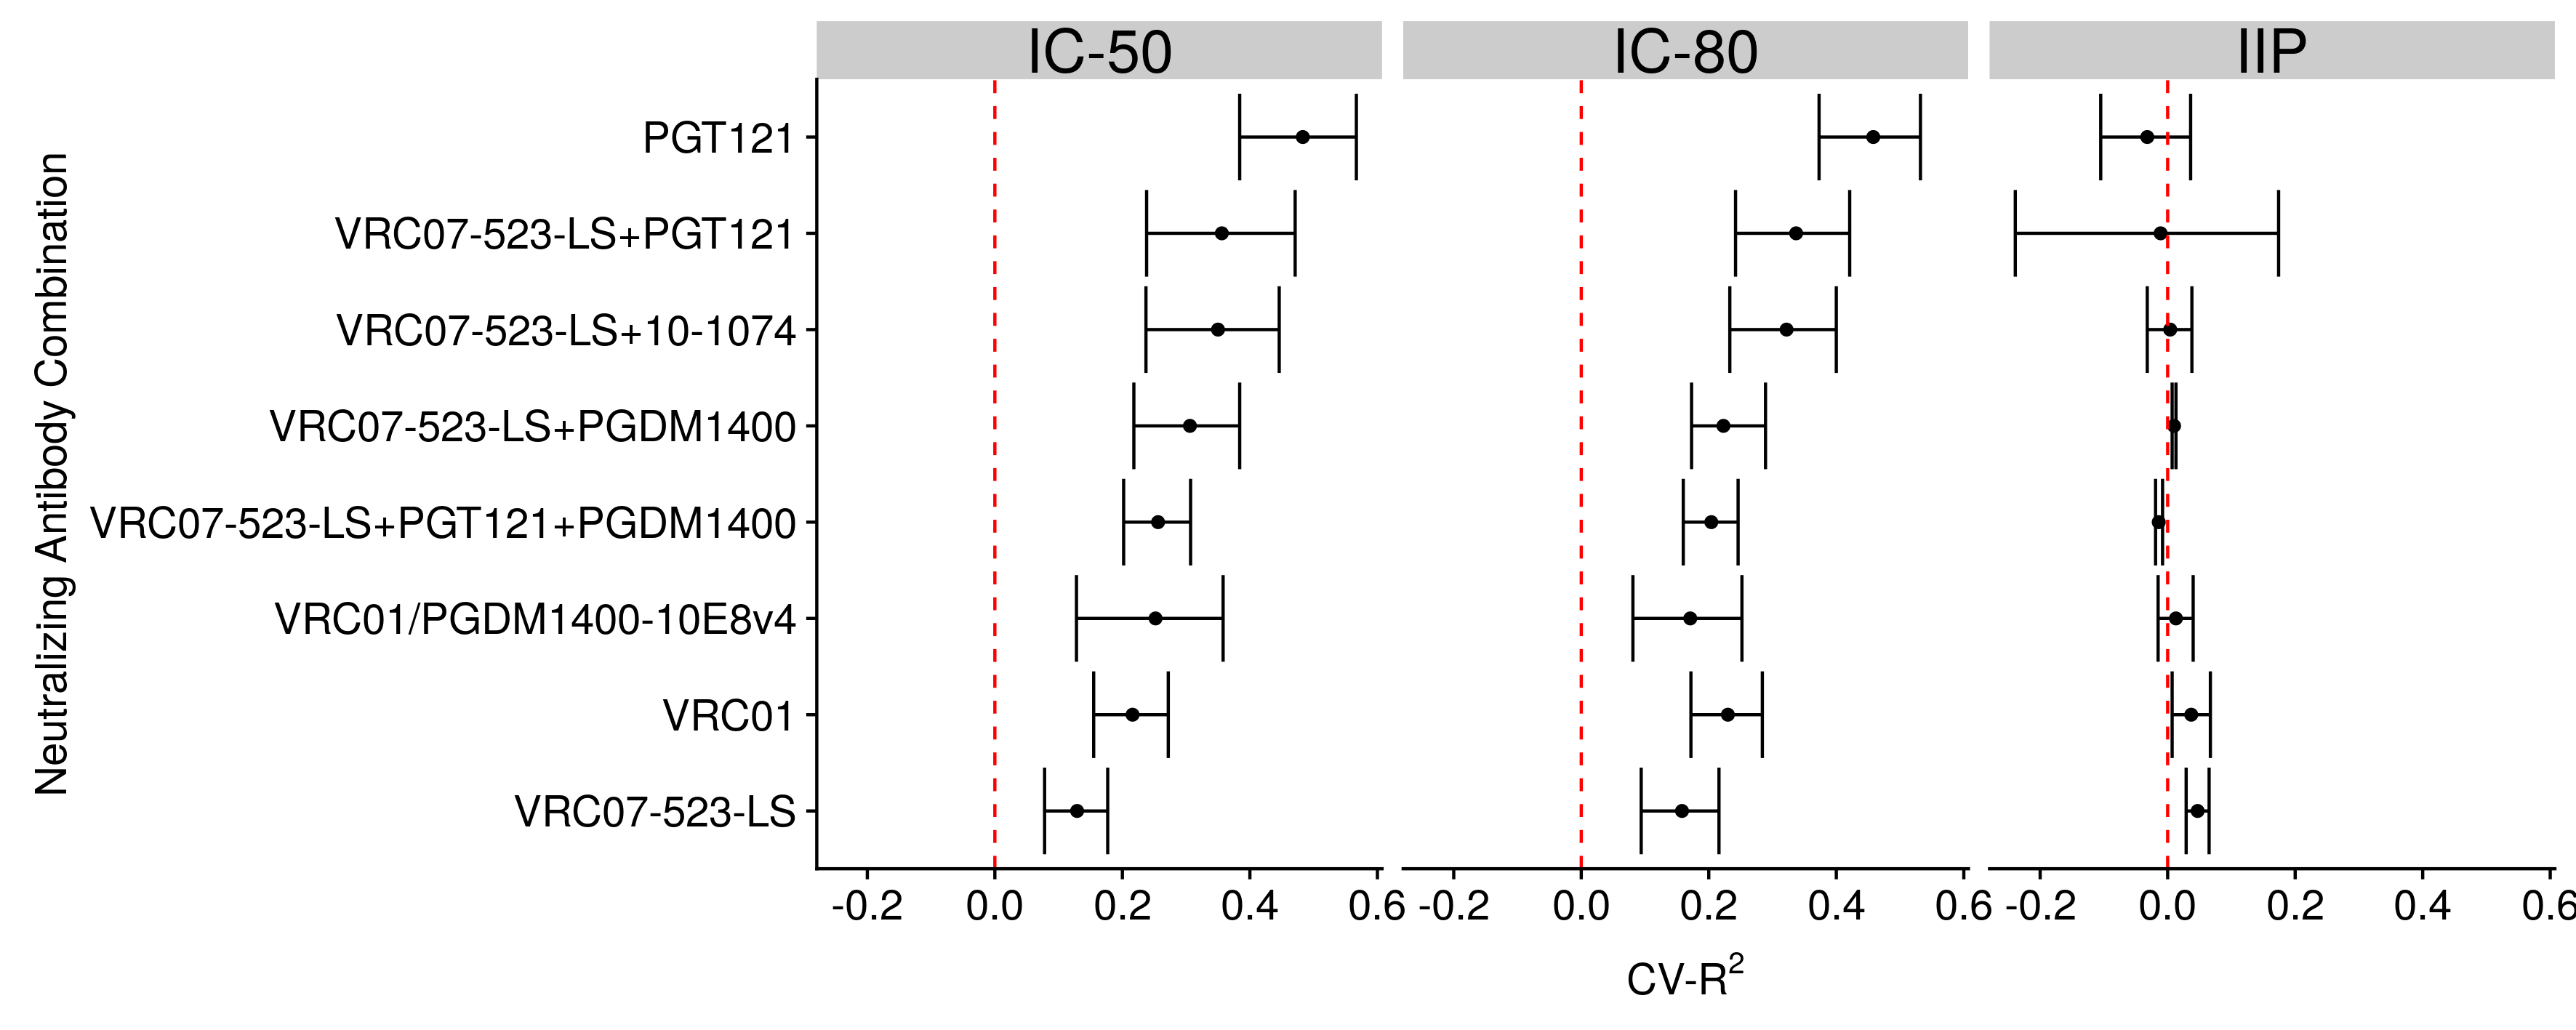 IC-50 IC-80 IIP
Neutralizing Antibody Combination
PGT121
VRC07-523-LS+PGT121
VRC07-523-LS+10-1074
VRC07-523-LS+PGDM1400
VRC07-523-LS+PGT121+PGDM1400
VRC01/PGDM1400-10E8v4
VRC01
VRC07-523-LS
-0.2 0.0 0.2 0.4 0.6 -0.2 0.0 0.2 0.4 0.6 -0.2 0.0 0.2 0.4 0.6
CV-R²